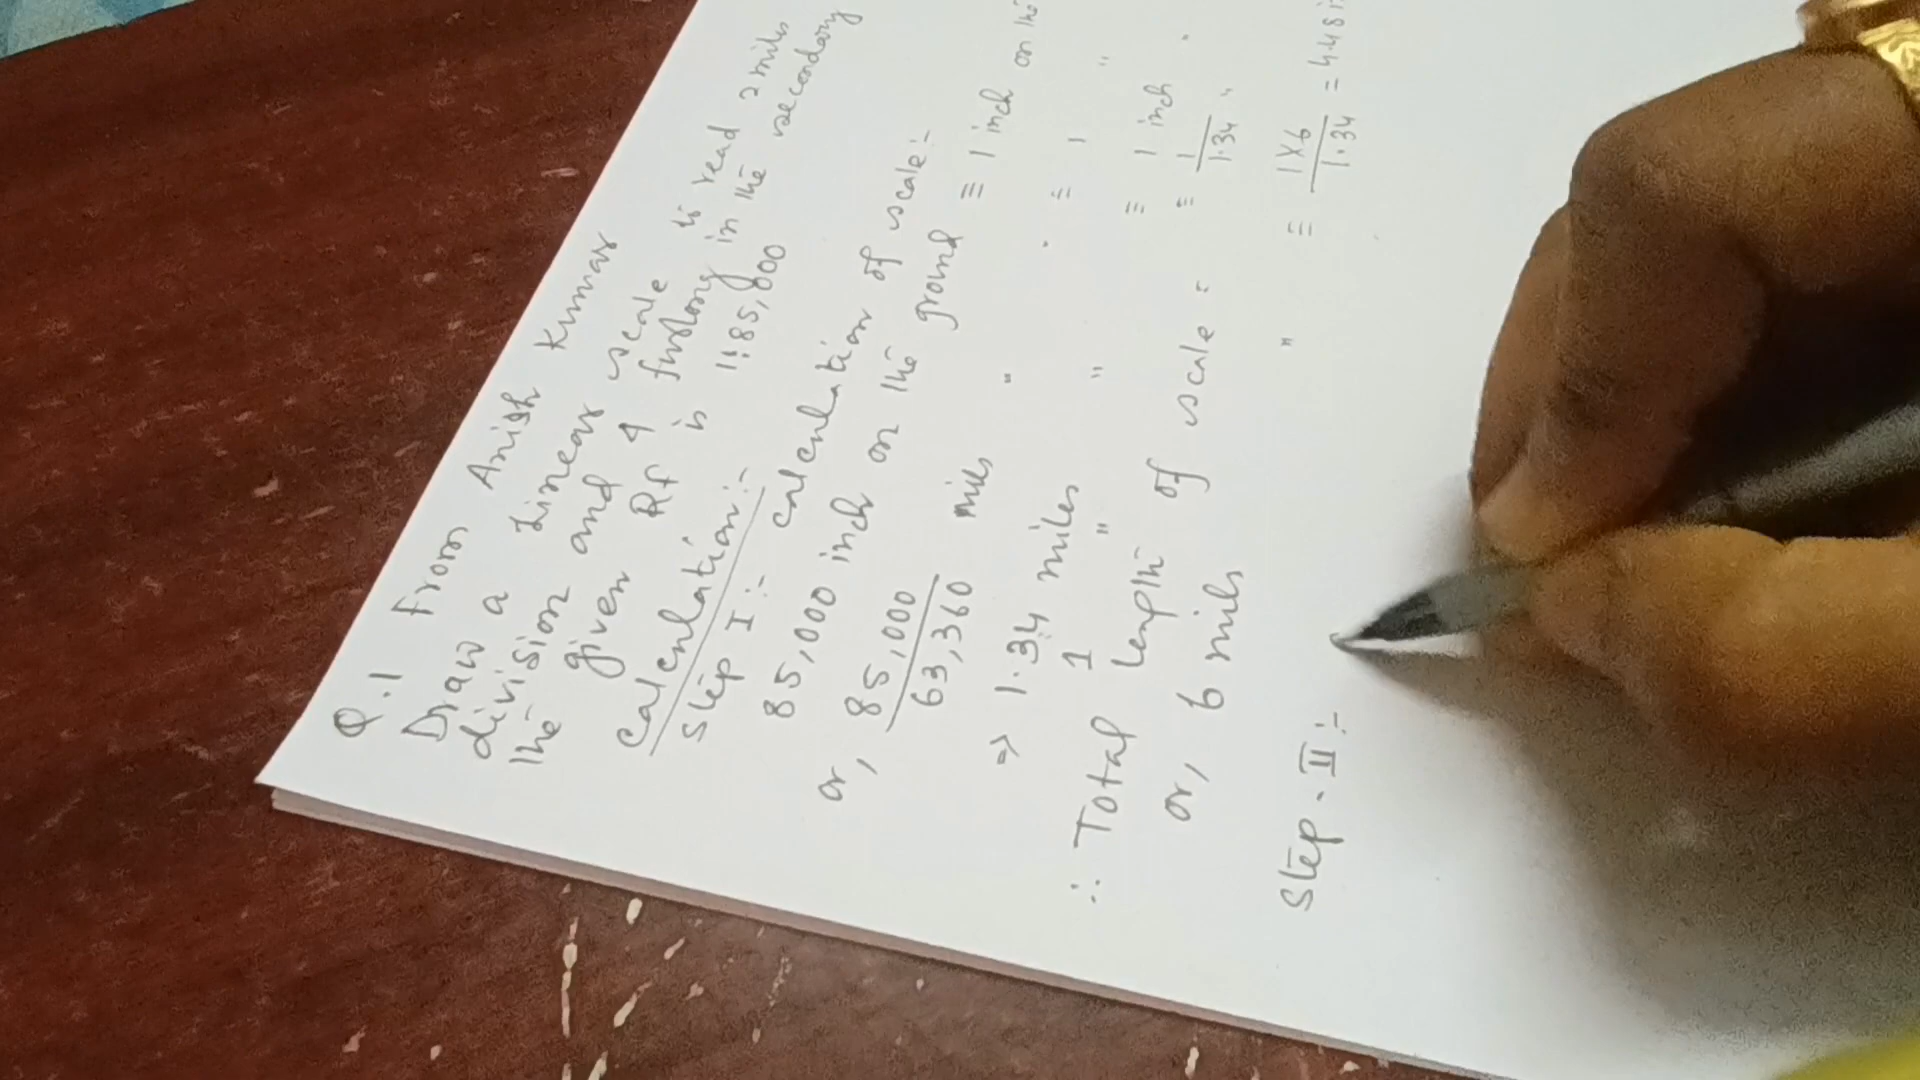 Q.1 From Anish Kumar
Draw a Linear scale to read 2 miles
division and 4 furlong in the secondary
the given Rf is 1:85,000
Calculation:-
Step I:- calculation of scale:-
85,000 inch on the ground ≡ 1 inch on the
or, 85,000 / 63,360 miles " . ≡ 1 "
⇒ 1.34 miles " ≡ 1 inch .
1 " ≡ 1 / 1.34 "
∴ Total length of scale =
or, 6 miles " ≡ 1×6 / 1.34 = 4.48
Step-II:-